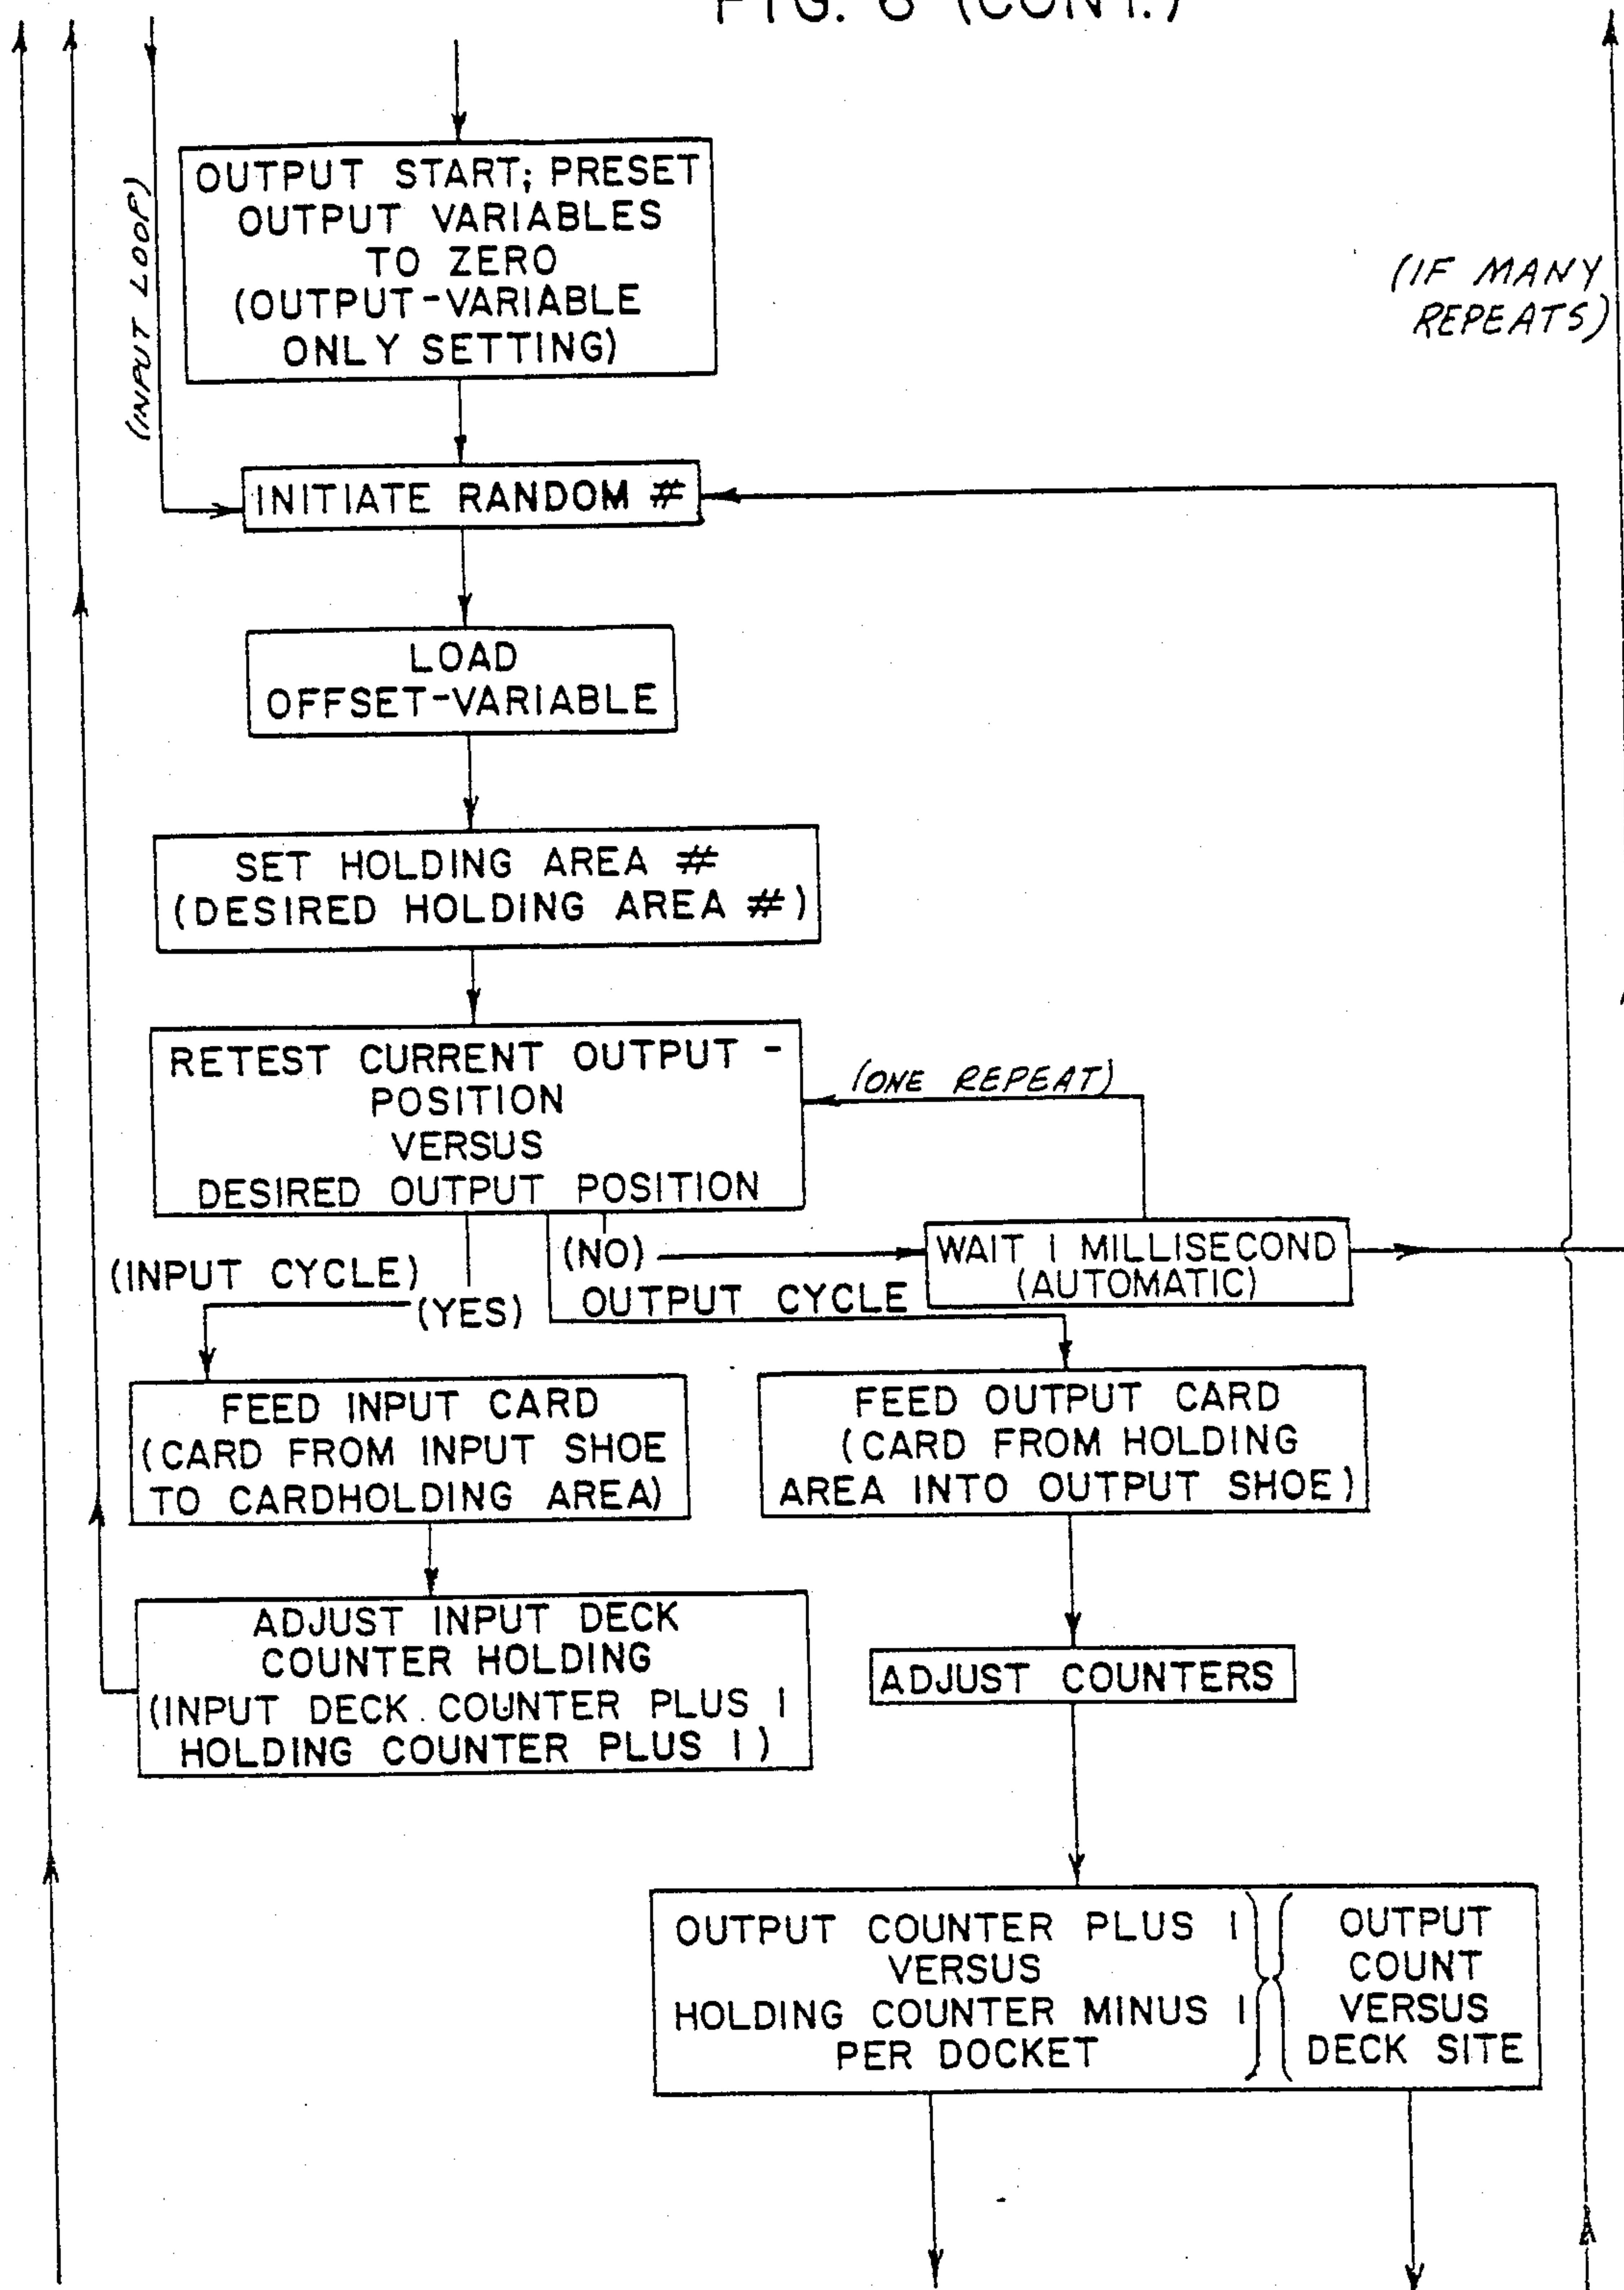 FIG. 6 (CONT.)
(INPUT LOOP)
OUTPUT START; PRESET
OUTPUT VARIABLES
TO ZERO
(OUTPUT-VARIABLE
ONLY SETTING)
(IF MANY
REPEATS)
INITIATE RANDOM #
LOAD
OFFSET-VARIABLE
SET HOLDING AREA #
(DESIRED HOLDING AREA #)
RETEST CURRENT OUTPUT -
POSITION
VERSUS
DESIRED OUTPUT POSITION
(ONE REPEAT)
(NO)
WAIT 1 MILLISECOND
(AUTOMATIC)
(INPUT CYCLE)
(YES)
OUTPUT CYCLE
FEED INPUT CARD
(CARD FROM INPUT SHOE
TO CARDHOLDING AREA)
FEED OUTPUT CARD
(CARD FROM HOLDING
AREA INTO OUTPUT SHOE)
ADJUST INPUT DECK
COUNTER HOLDING
(INPUT DECK COUNTER PLUS 1
HOLDING COUNTER PLUS 1)
ADJUST COUNTERS
OUTPUT COUNTER PLUS 1
VERSUS
HOLDING COUNTER MINUS 1
PER DOCKET
OUTPUT
COUNT
VERSUS
DECK SITE